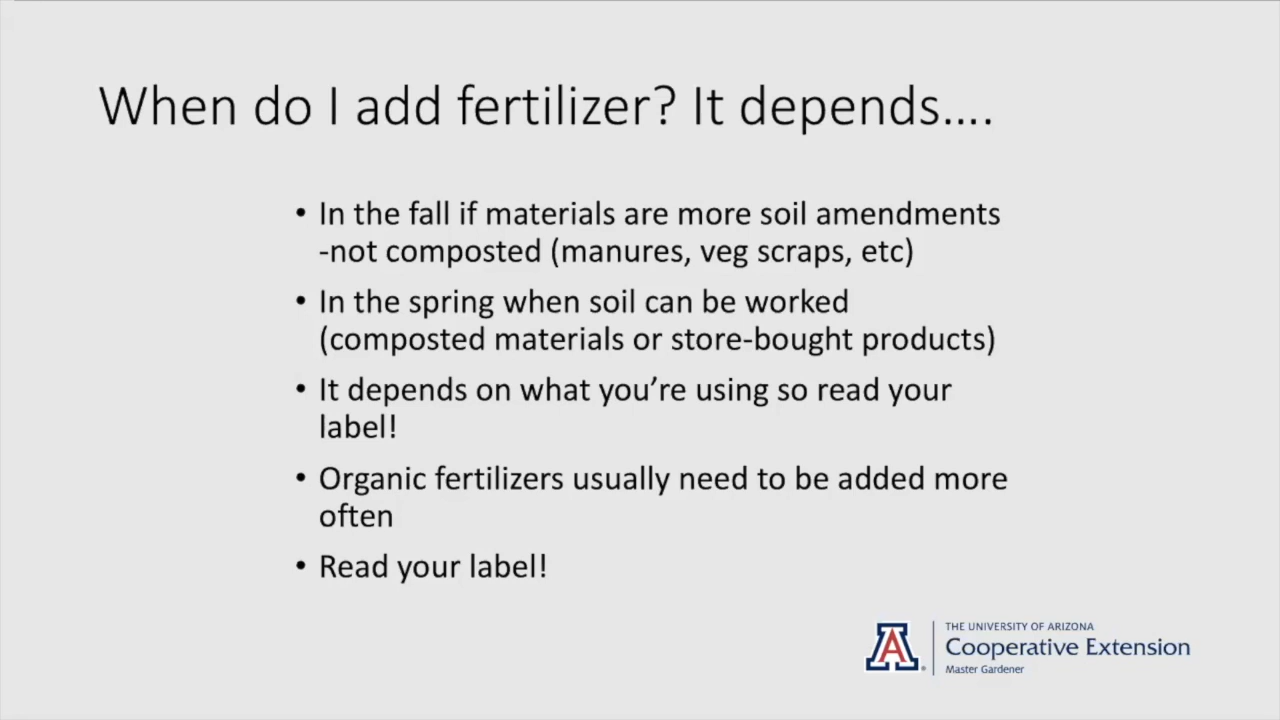 When do I add fertilizer? It depends....
• In the fall if materials are more soil amendments
-not composted (manures, veg scraps, etc)
• In the spring when soil can be worked
(composted materials or store-bought products)
• It depends on what you’re using so read your
label!
• Organic fertilizers usually need to be added more
often
• Read your label!
A
THE UNIVERSITY OF ARIZONA
Cooperative Extension
Master Gardener